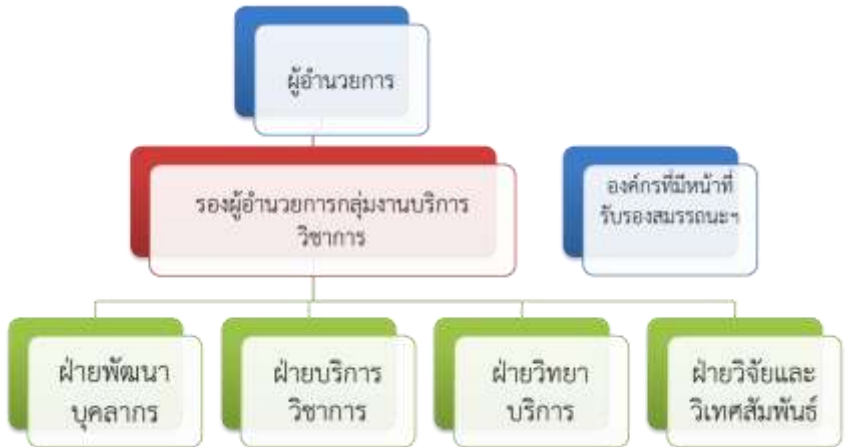 ผู้อำนวยการ
รองผู้อำนวยการกลุ่มงานบริการ
วิชาการ
องค์กรที่มีหน้าที่
รับรองสมรรถนะฯ
ฝ่ายพัฒนา
บุคลากร
ฝ่ายบริการ
วิชาการ
ฝ่ายวิทยา
บริการ
ฝ่ายวิจัยและ
วิเทศสัมพันธ์